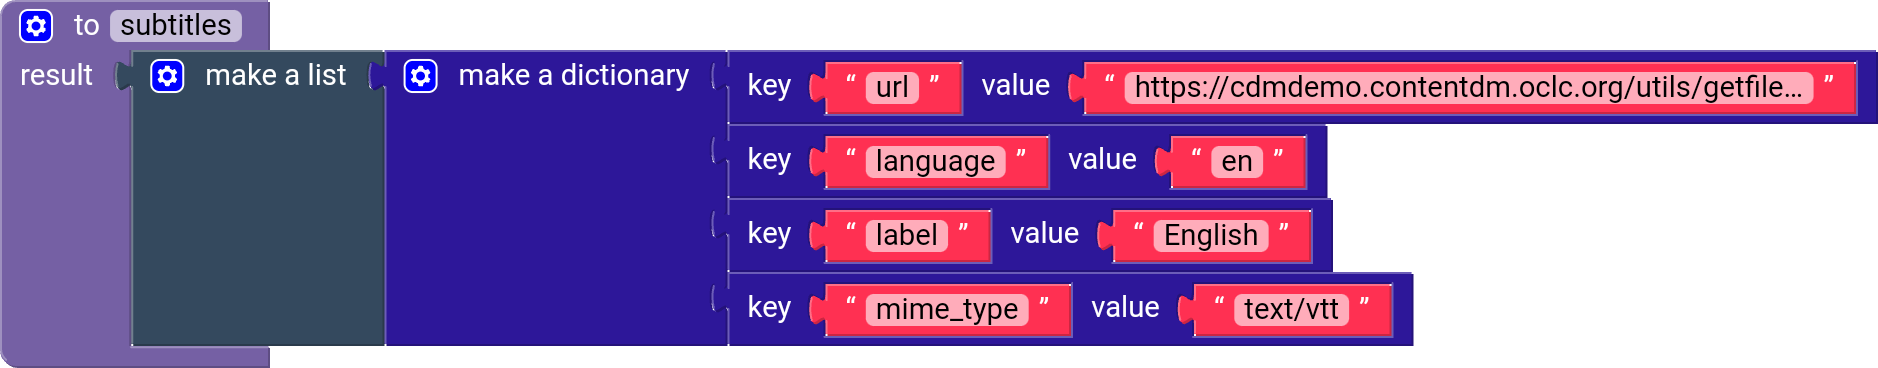 to subtitles
result make a list make a dictionary key “ url ” value “ https://cdmdemo.contentdm.oclc.org/utils/getfile... ”
key “ language ” value “ en ”
key “ label ” value “ English ”
key “ mime_type ” value “ text/vtt ”